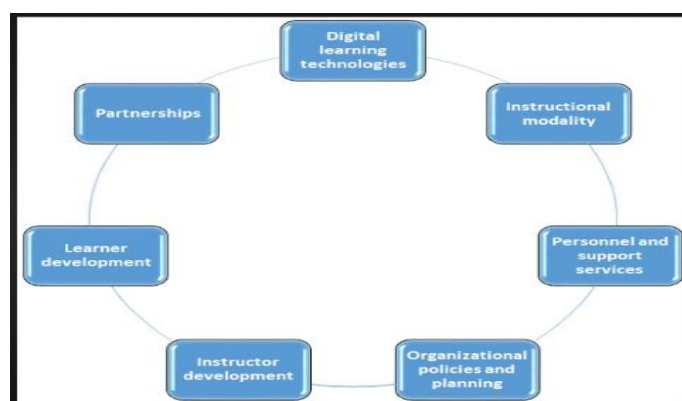 Digital
learning
technologies
Instructional
modality
Personnel and
support
services
Organizational
policies and
planning
Instructor
development
Learner
development
Partnerships